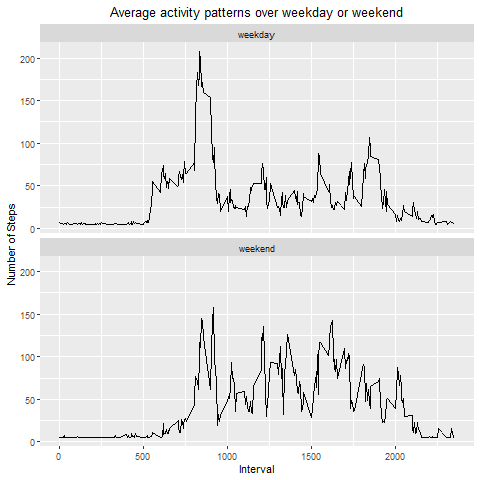 Average activity patterns over weekday or weekend
weekday
200
150
100
50
0
Number of Steps
weekend
200
150
100
50
0
0 500 1000 1500 2000
Interval